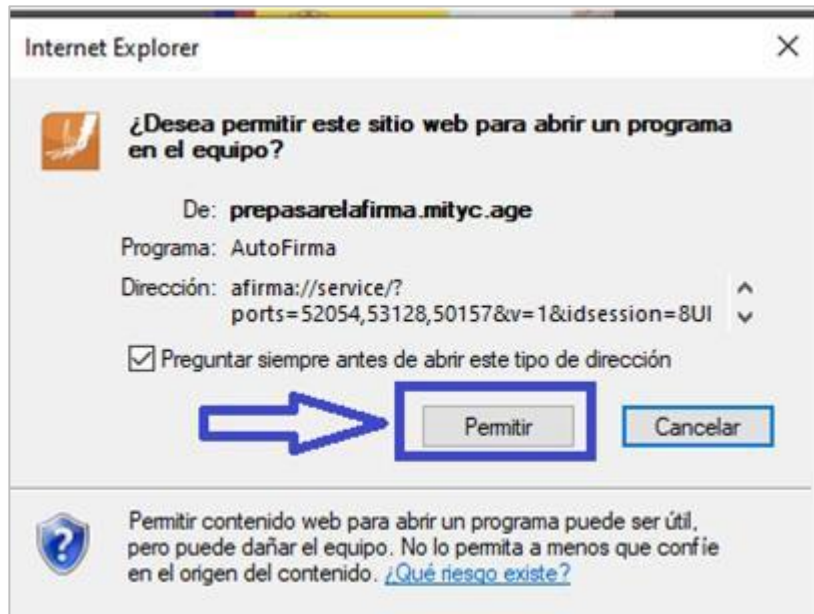 Internet Explorer
¿Desea permitir este sitio web para abrir un programa
en el equipo?
De: prepasarelafirma.mityc.age
Programa: AutoFirma
Dirección: afirma://service/?
ports=52054,53128,50157&v=1&idsession=8UI
Preguntar siempre antes de abrir este tipo de dirección
Permitir
Cancelar
Permitir contenido web para abrir un programa puede ser útil,
pero puede dañar el equipo. No lo permita a menos que confíe
en el origen del contenido. ¿Qué riesgo existe?